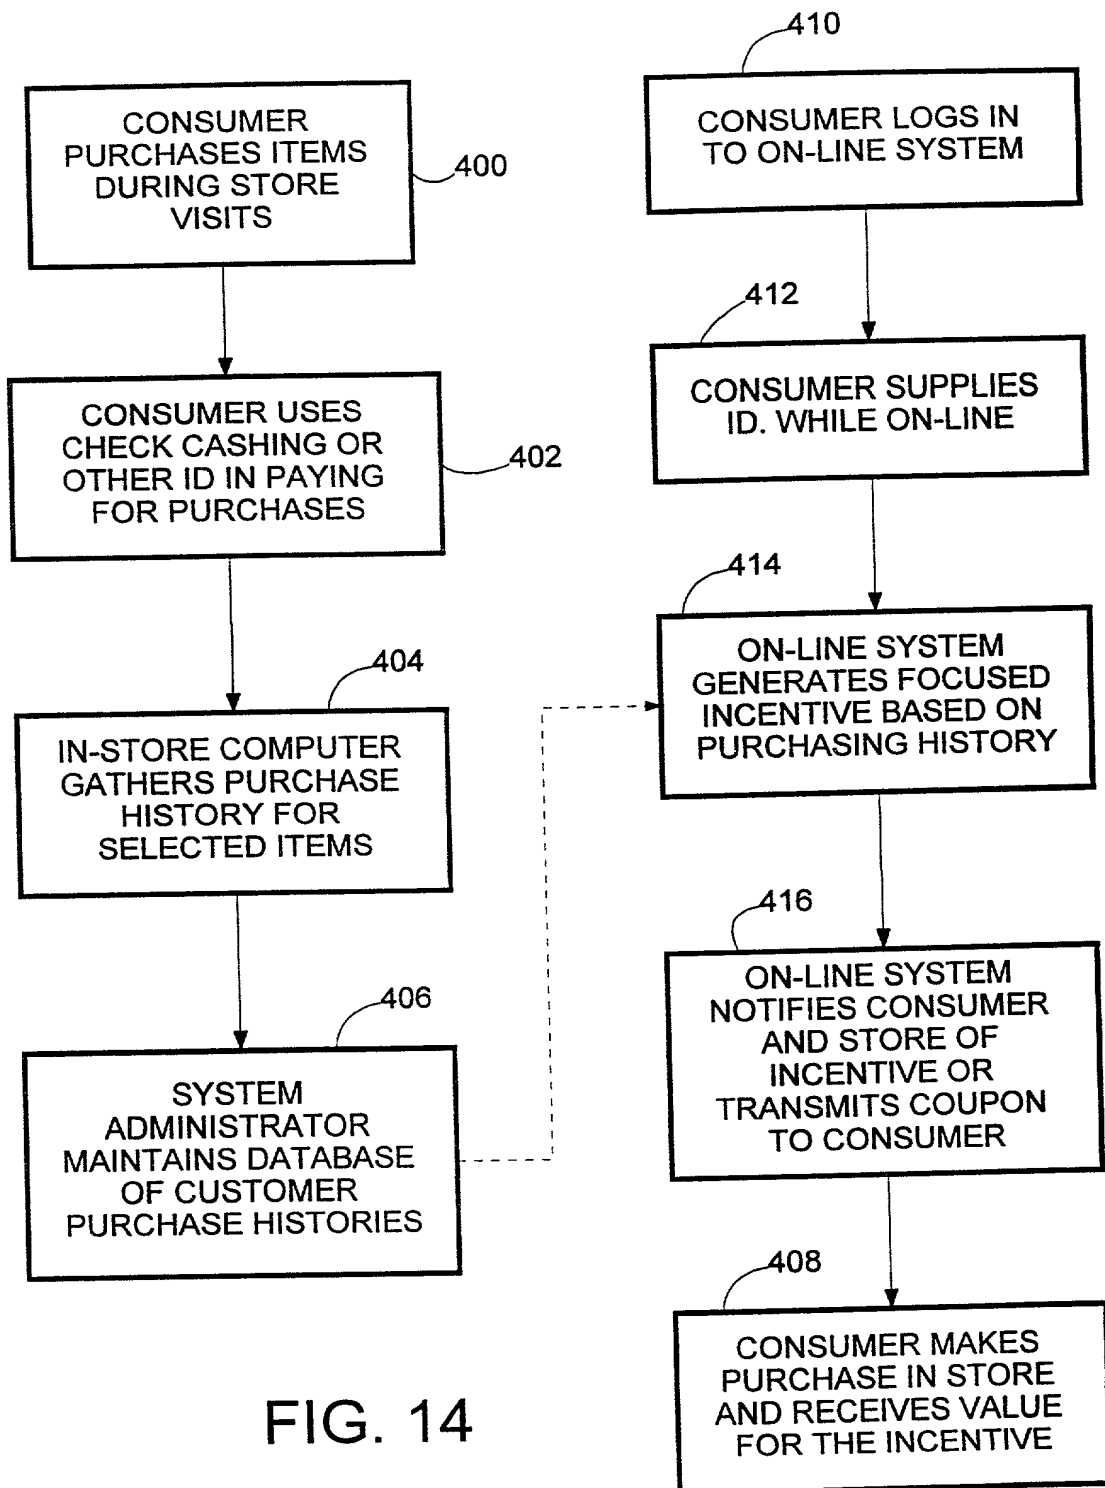 CONSUMER
PURCHASES ITEMS
DURING STORE
VISITS
400
CONSUMER USES
CHECK CASHING OR
OTHER ID IN PAYING
FOR PURCHASES
402
404
IN-STORE COMPUTER
GATHERS PURCHASE
HISTORY FOR
SELECTED ITEMS
406
SYSTEM
ADMINISTRATOR
MAINTAINS DATABASE
OF CUSTOMER
PURCHASE HISTORIES
410
CONSUMER LOGS IN
TO ON-LINE SYSTEM
412
CONSUMER SUPPLIES
ID. WHILE ON-LINE
414
ON-LINE SYSTEM
GENERATES FOCUSED
INCENTIVE BASED ON
PURCHASING HISTORY
416
ON-LINE SYSTEM
NOTIFIES CONSUMER
AND STORE OF
INCENTIVE OR
TRANSMITS COUPON
TO CONSUMER
408
CONSUMER MAKES
PURCHASE IN STORE
AND RECEIVES VALUE
FOR THE INCENTIVE
FIG. 14